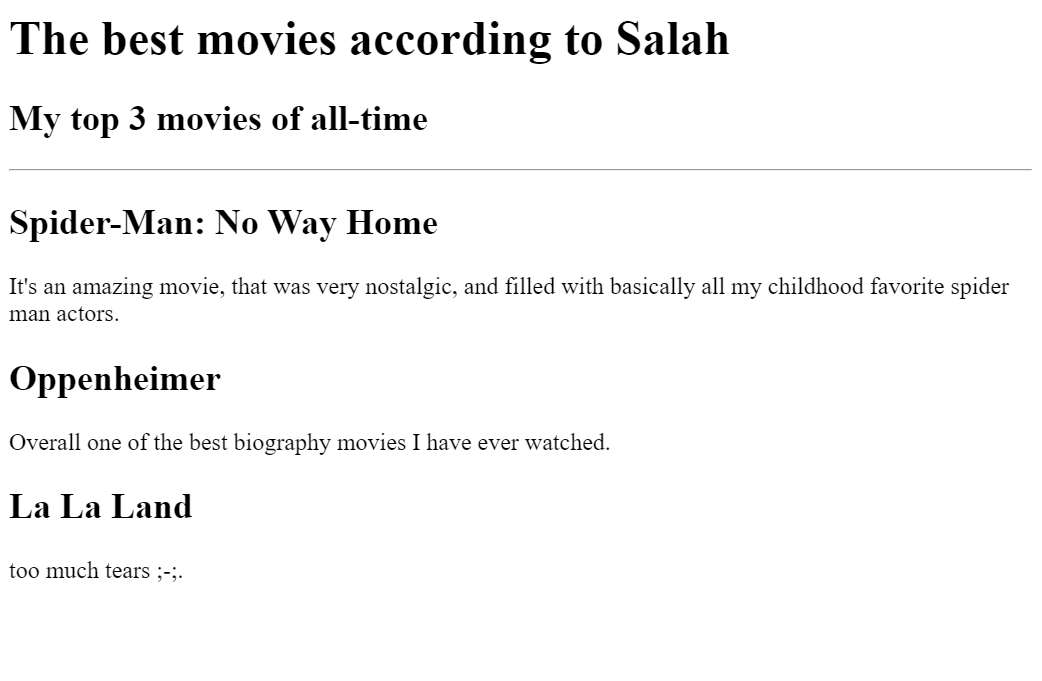 The best movies according to Salah
My top 3 movies of all-time
Spider-Man: No Way Home
It's an amazing movie, that was very nostalgic, and filled with basically all my childhood favorite spider
man actors.
Oppenheimer
Overall one of the best biography movies I have ever watched.
La La Land
too much tears ;-;.